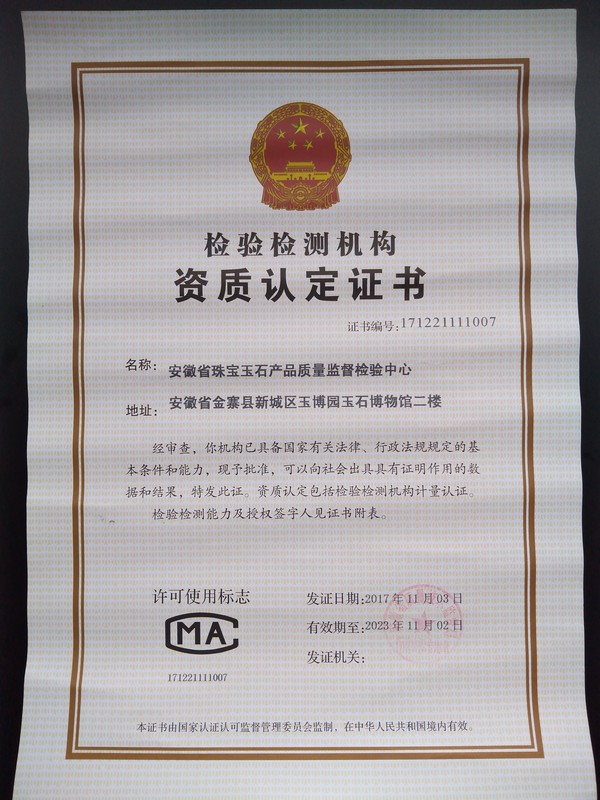 检验检测机构
资质认定证书
证书编号:171221111007
名称: 安徽省珠宝玉石产品质量监督检验中心
地址: 安徽省金寨县新城区玉博园玉石博物馆二楼
经审查，你机构已具备国家有关法律、行政法规规定的基
本条件和能力，现予批准，可以向社会出具具有证明作用的数
据和结果，特发此证。资质认定包括检验检测机构计量认证。
检验检测能力及授权签字人见证书附表。
许可使用标志
MA
171221111007
发证日期:2017年11月03日
有效期至:2023年11月02日
发证机关:
本证书由国家认证认可监督管理委员会监制，在中华人民共和国境内有效。